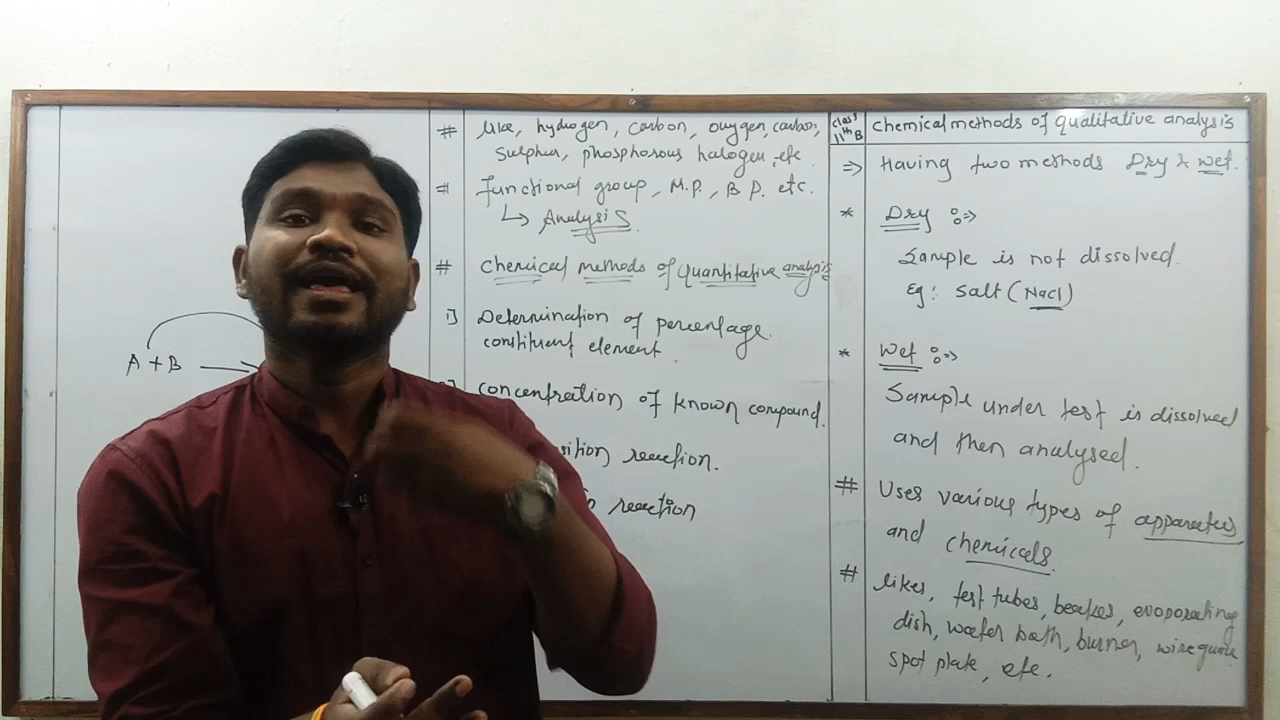 A + B →
# like, hydrogen, carbon, oxygen, carbon,
Sulphur, phosphorous halogen, etc
# functional group, M.P., B P. etc.
↳ Analysis.
# Chemical methods of quantitative analysis
1) Determination of percentage.
constituent element.
concentration of known compound.
sition reaction.
reaction
class 11th B
chemical methods of qualitative analysis
⇒ Having two methods Dry & Wet.
* Dry ⇒
Sample is not dissolved.
Eg: salt (Nacl)
* Wet ⇒
Sample under test is dissolved
and then analysed.
# Uses various types of apparatus
and chemicals.
# likes, test tubes, beakes, evoporating
dish, water bath, burner, wire guaze
spot plate, etc.